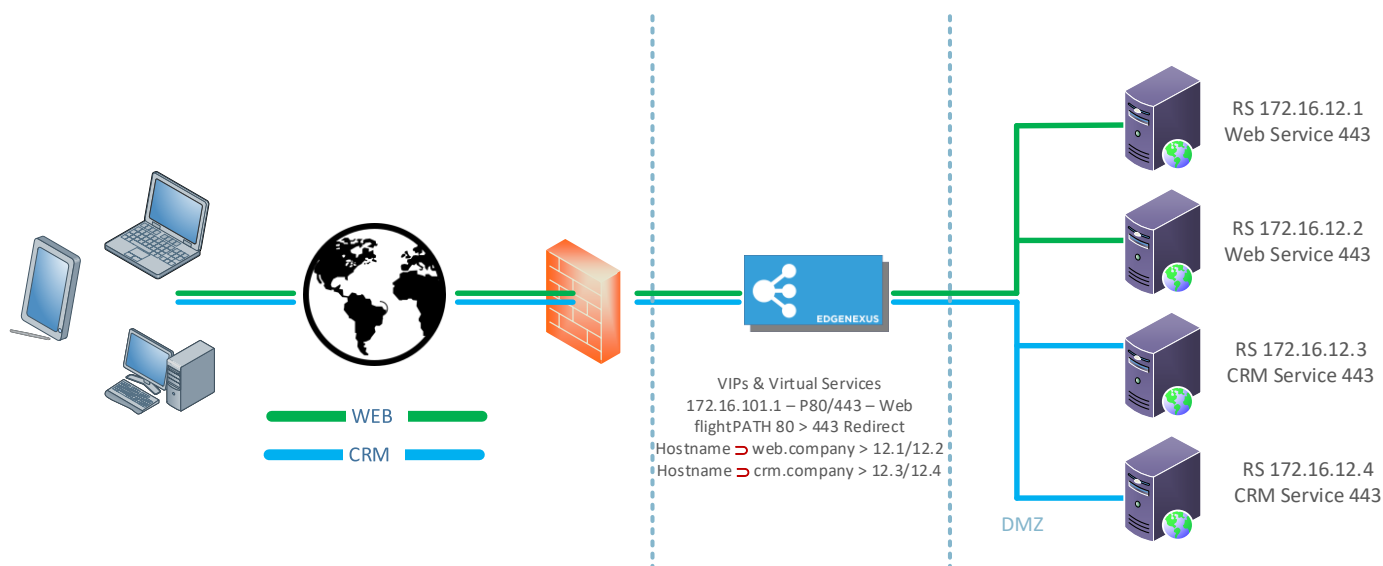 RS 172.16.12.1
Web Service 443
RS 172.16.12.2
Web Service 443
EDGENEXUS
RS 172.16.12.3
CRM Service 443
VIPs & Virtual Services
172.16.101.1 – P80/443 – Web
flightPATH 80 > 443 Redirect
Hostname ⊃ web.company > 12.1/12.2
Hostname ⊃ crm.company > 12.3/12.4
WEB
CRM
RS 172.16.12.4
CRM Service 443
DMZ